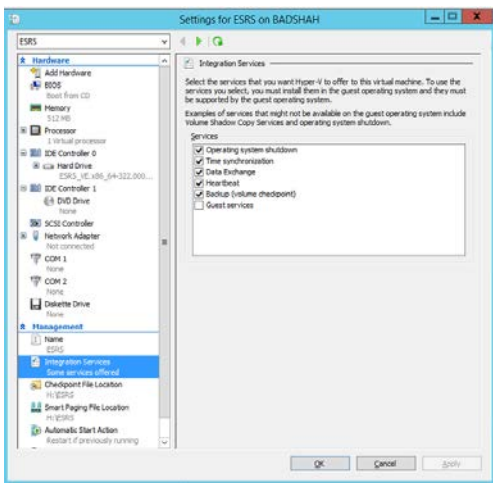 Settings for ESRS on BADSHAH
ESRS
Hardware
Add Hardware
BIOS
Boot from CD
Memory
512 MB
Processor
1 Virtual processor
IDE Controller 0
Hard Drive
ESRS_VE.x86_64-322.000...
IDE Controller 1
DVD Drive
None
SCSI Controller
Network Adapter
Not connected
COM 1
None
COM 2
None
Diskette Drive
None
Management
Name
ESRS
Integration Services
Some services offered
Checkpoint File Location
H:\ESRS
Smart Paging File Location
H:\ESRS
Automatic Start Action
Restart if previously running
Integration Services
Select the services that you want Hyper-V to offer to this virtual machine. To use the
services you select, you must install them in the guest operating system and they must
be supported by the guest operating system.
Examples of services that might not be available on the guest operating system include
Volume Shadow Copy Services and operating system shutdown.
Services
Operating system shutdown
Time synchronization
Data Exchange
Heartbeat
Backup (volume checkpoint)
Guest services
OK
Cancel
Apply